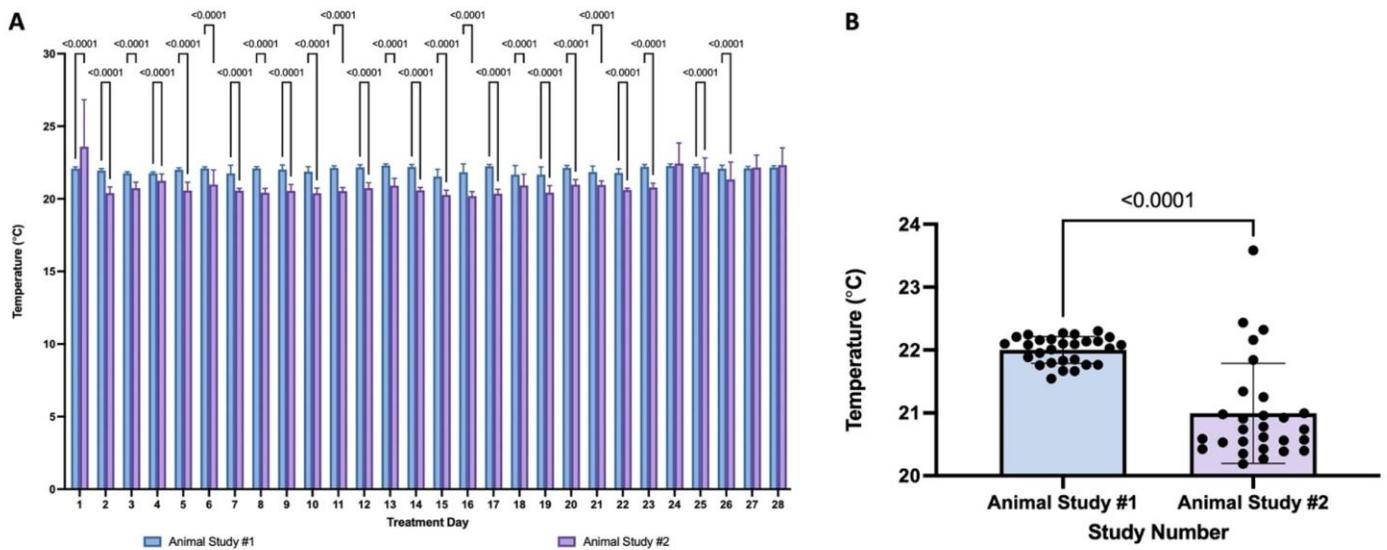 A
<0.0001 <0.0001 <0.0001 <0.0001
<0.0001 <0.0001 <0.0001 <0.0001 <0.0001 <0.0001 <0.0001 <0.0001 <0.0001 <0.0001 <0.0001
<0.0001 <0.0001 <0.0001 <0.0001 <0.0001 <0.0001 <0.0001 <0.0001 <0.0001 <0.0001
30
25
20
15
10
5
0
Temperature (°C)
1 2 3 4 5 6 7 8 9 10 11 12 13 14 15 16 17 18 19 20 21 22 23 24 25 26 27 28
Treatment Day
Animal Study #1 Animal Study #2
B
<0.0001
24
23
22
21
20
Temperature (°C)
Animal Study #1 Animal Study #2
Study Number